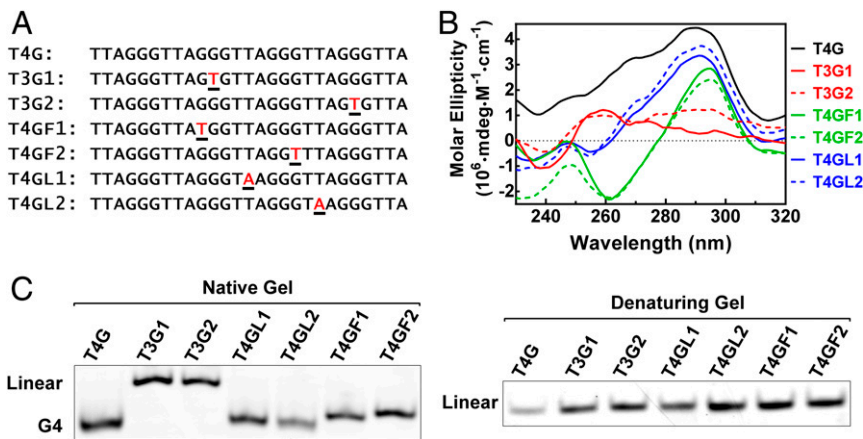 A
T4G: TTAGGGTTAGGGTTAGGGTTAGGGTTA
T3G1: TTAGGGTTAGTGTTAGGGTTAGGGTTA
T3G2: TTAGGGTTAGGGTTAGGGTTAGTGTTA
T4GF1: TTAGGGTTATGGTTAGGGTTAGGGTTA
T4GF2: TTAGGGTTAGGGTTAGGTTTAGGGTTA
T4GL1: TTAGGGTTAGGGTAAGGGTTAGGGTTA
T4GL2: TTAGGGTTAGGGTTAGGGTAAGGGTTA
B
Molar Ellipticity
(10⁶·mdeg·M⁻¹·cm⁻¹)
4
3
2
1
0
-1
-2
240 260 280 300 320
Wavelength (nm)
T4G
T3G1
T3G2
T4GF1
T4GF2
T4GL1
T4GL2
C
Native Gel
T4G T3G1 T3G2 T4GL1 T4GL2 T4GF1 T4GF2
Linear
G4
Denaturing Gel
T4G T3G1 T3G2 T4GL1 T4GL2 T4GF1 T4GF2
Linear